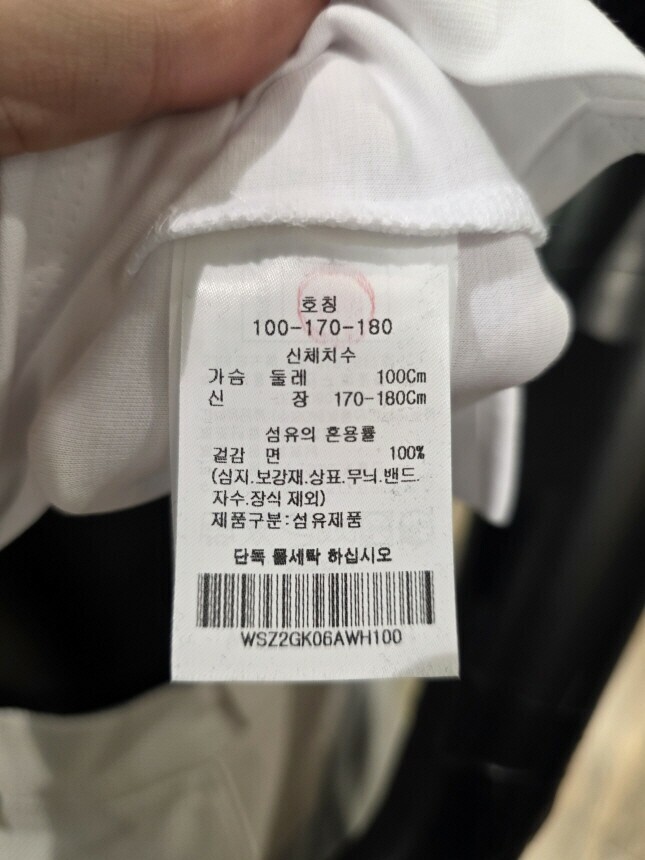 호칭
100-170-180
신체치수
가슴 둘레 100Cm
신 장 170-180Cm
섬유의 혼용률
겉감 면 100%
(심지.보강재.상표.무늬.밴드.
자수.장식 제외)
제품구분:섬유제품
단독 물세탁 하십시오
WSZ2GK06AWH100